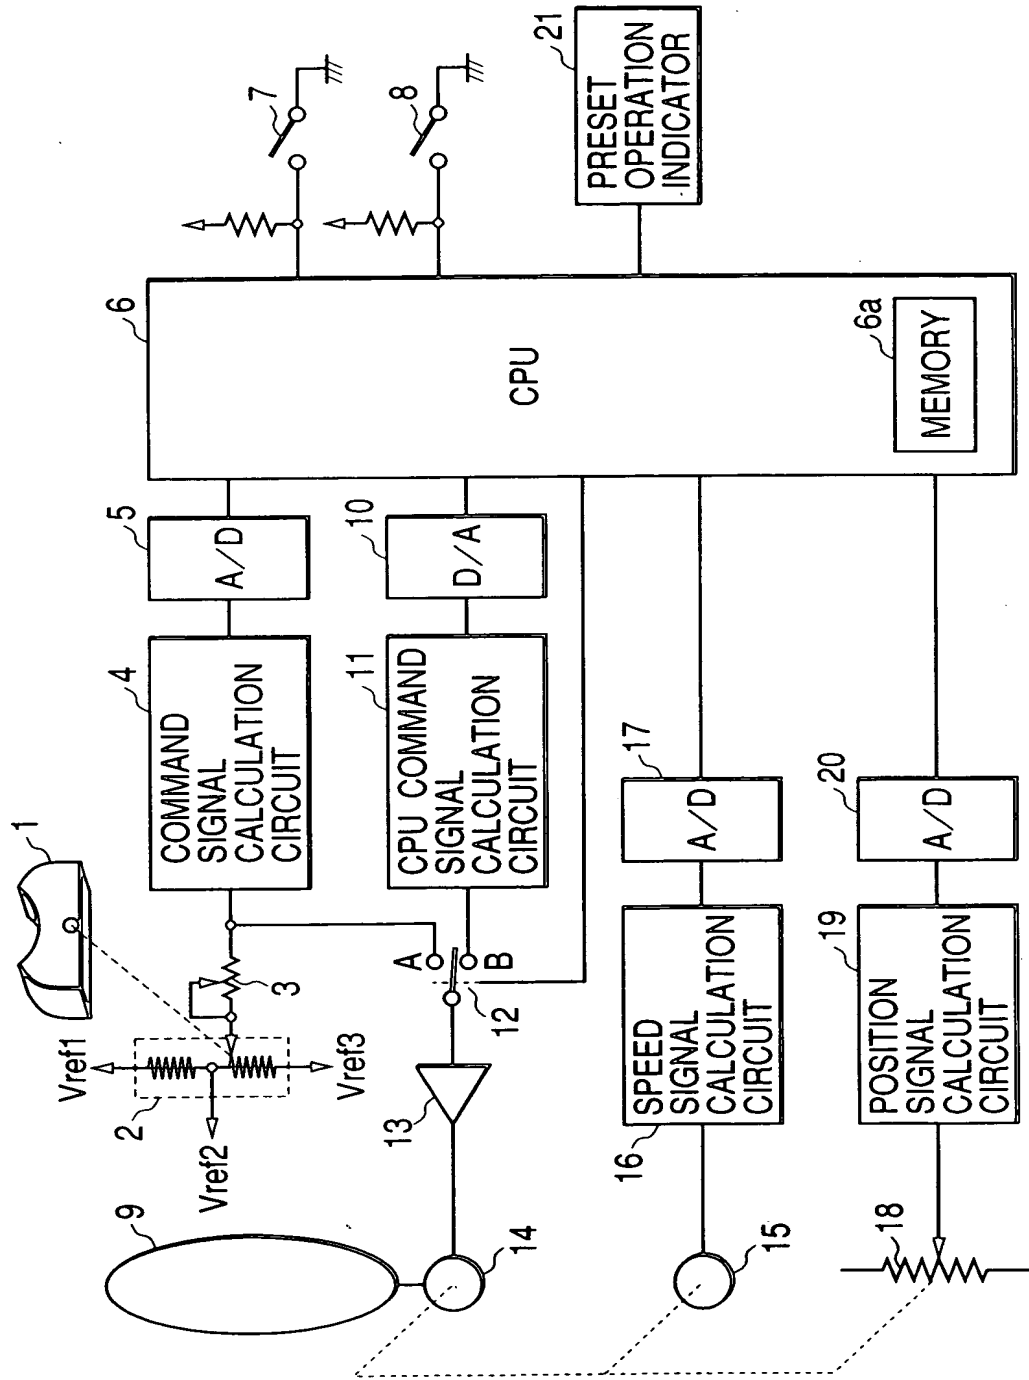 1
Vref1
2
Vref2
Vref3
3
4
COMMAND
SIGNAL
CALCULATION
CIRCUIT
5
A/D
6
CPU
6a
MEMORY
7
8
9
A
B
12
11
CPU COMMAND
SIGNAL
CALCULATION
CIRCUIT
10
D/A
13
14
15
16
SPEED
SIGNAL
CALCULATION
CIRCUIT
17
A/D
18
19
POSITION
SIGNAL
CALCULATION
CIRCUIT
20
A/D
21
PRESET
OPERATION
INDICATOR